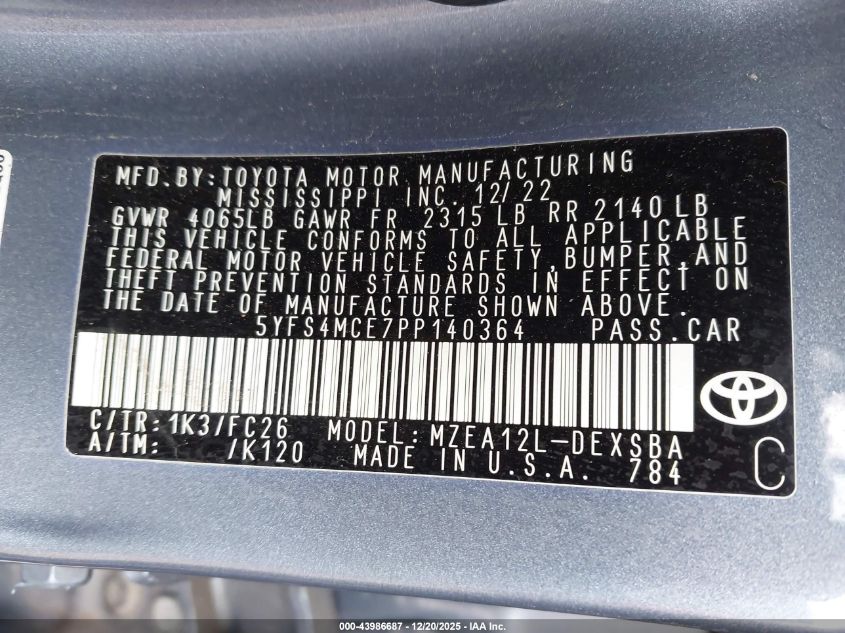 MFD. BY: TOYOTA MOTOR MANUFACTURING
MISSISSIPPI INC. 12/22
GVWR 4065LB GAWR FR 2315 LB RR 2140 LB
THIS VEHICLE CONFORMS TO ALL APPLICABLE
FEDERAL MOTOR VEHICLE SAFETY, BUMPER, AND
THEFT PREVENTION STANDARDS IN EFFECT ON
THE DATE OF MANUFACTURE SHOWN ABOVE.
5YFS4MCE7PP140364 PASS. CAR
C/TR: 1K3/FC26 MODEL: MZEA12L-DEXSBA
A/TM: /K120 MADE IN U.S.A. 784 C
000-43986687 - 12/20/2025 - COPYRIGHT IAA